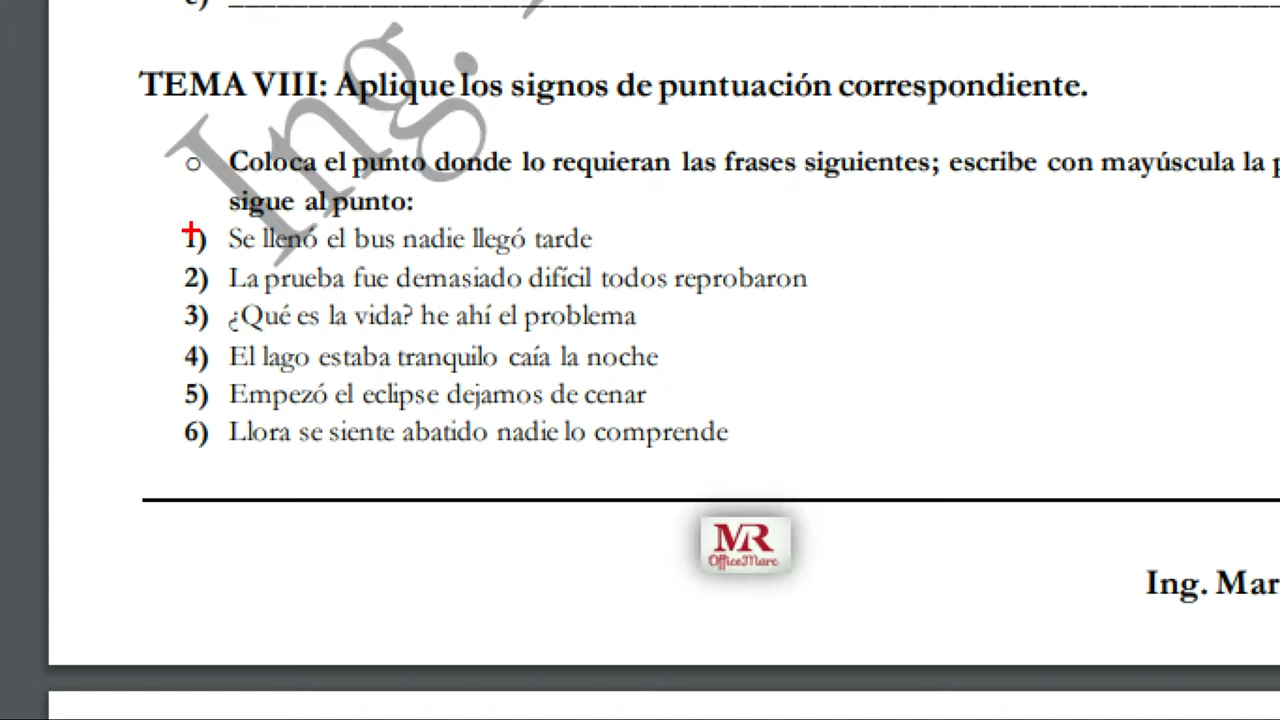 TEMA VIII: Aplique los signos de puntuación correspondiente.
o Coloca el punto donde lo requieran las frases siguientes; escribe con mayúscula la p
sigue al punto:
1) Se llenó el bus nadie llegó tarde
2) La prueba fue demasiado difícil todos reprobaron
3) ¿Qué es la vida? he ahí el problema
4) El lago estaba tranquilo caía la noche
5) Empezó el eclipse dejamos de cenar
6) Llora se siente abatido nadie lo comprende
Ing.
MR
OfficeMarc
Ing. Mar